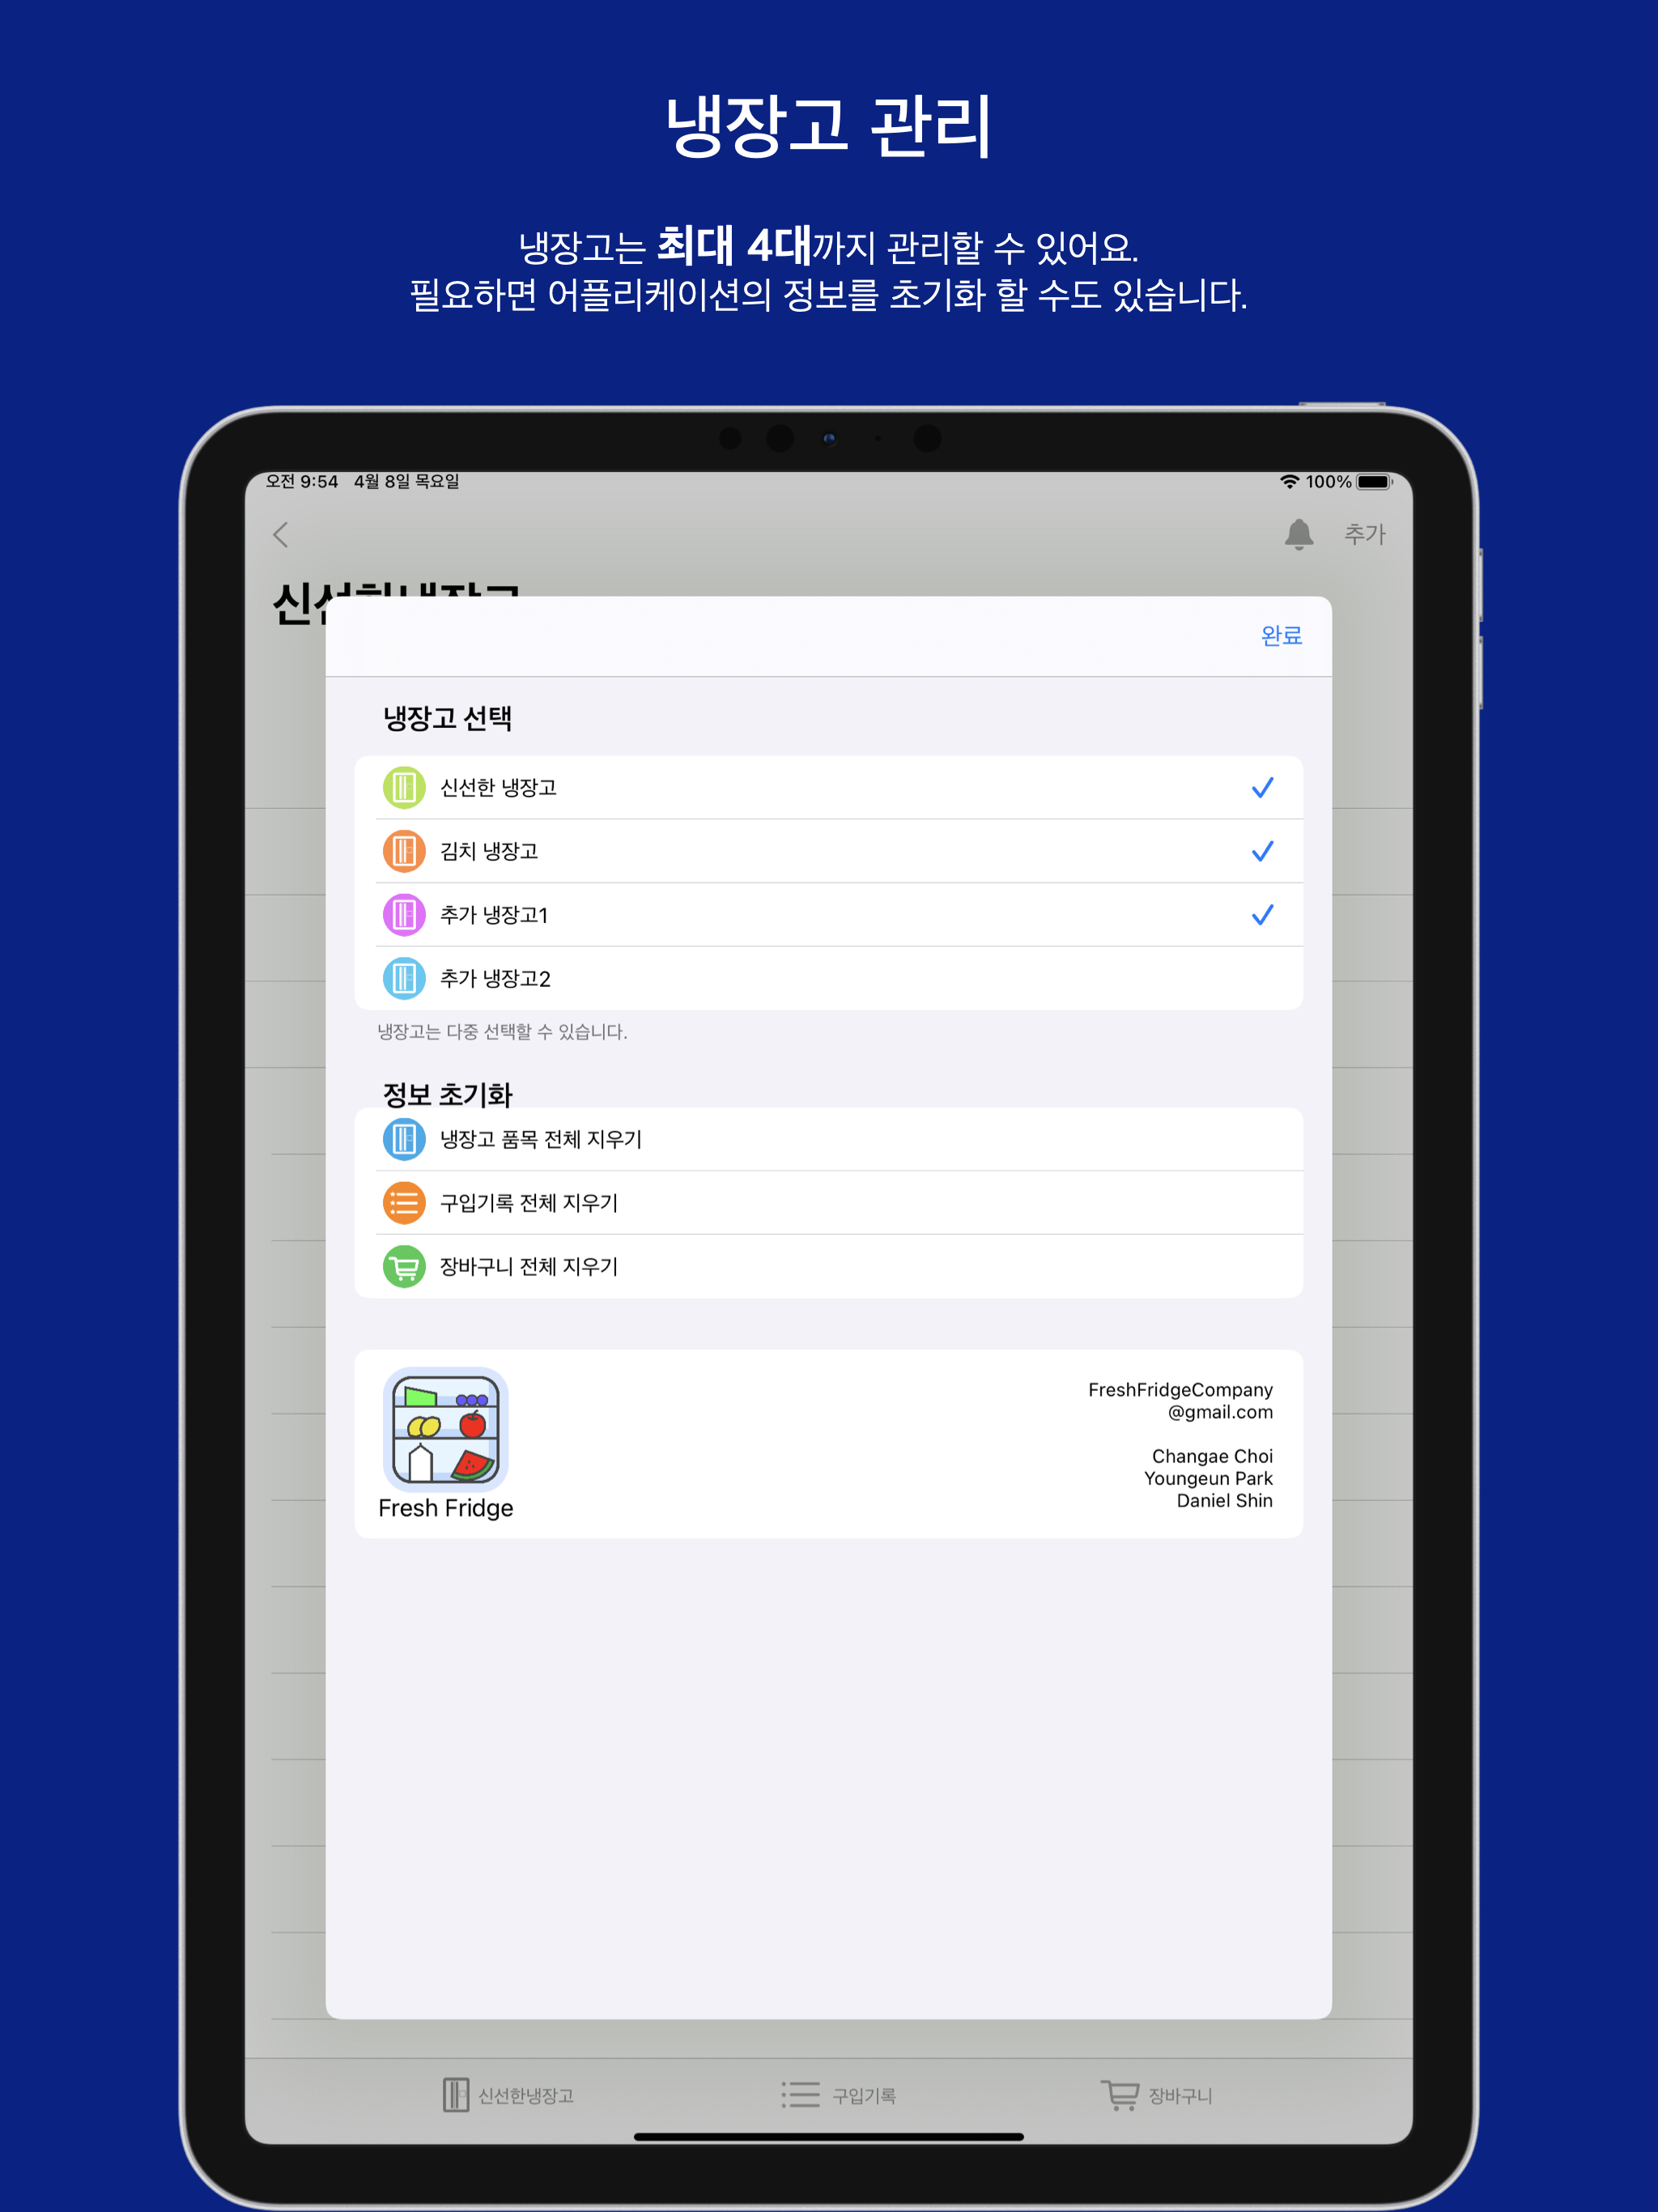 냉장고 관리
냉장고는 최대 4대까지 관리할 수 있어요.
필요하면 어플리케이션의 정보를 초기화 할 수도 있습니다.
오전 9:54 4월 8일 목요일
100%
추가
신선한냉장고
완료
냉장고 선택
신선한 냉장고
김치 냉장고
추가 냉장고1
추가 냉장고2
냉장고는 다중 선택할 수 있습니다.
정보 초기화
냉장고 품목 전체 지우기
구입기록 전체 지우기
장바구니 전체 지우기
FreshFridgeCompany
@gmail.com
Changae Choi
Youngeun Park
Daniel Shin
Fresh Fridge
신선한냉장고
구입기록
장바구니